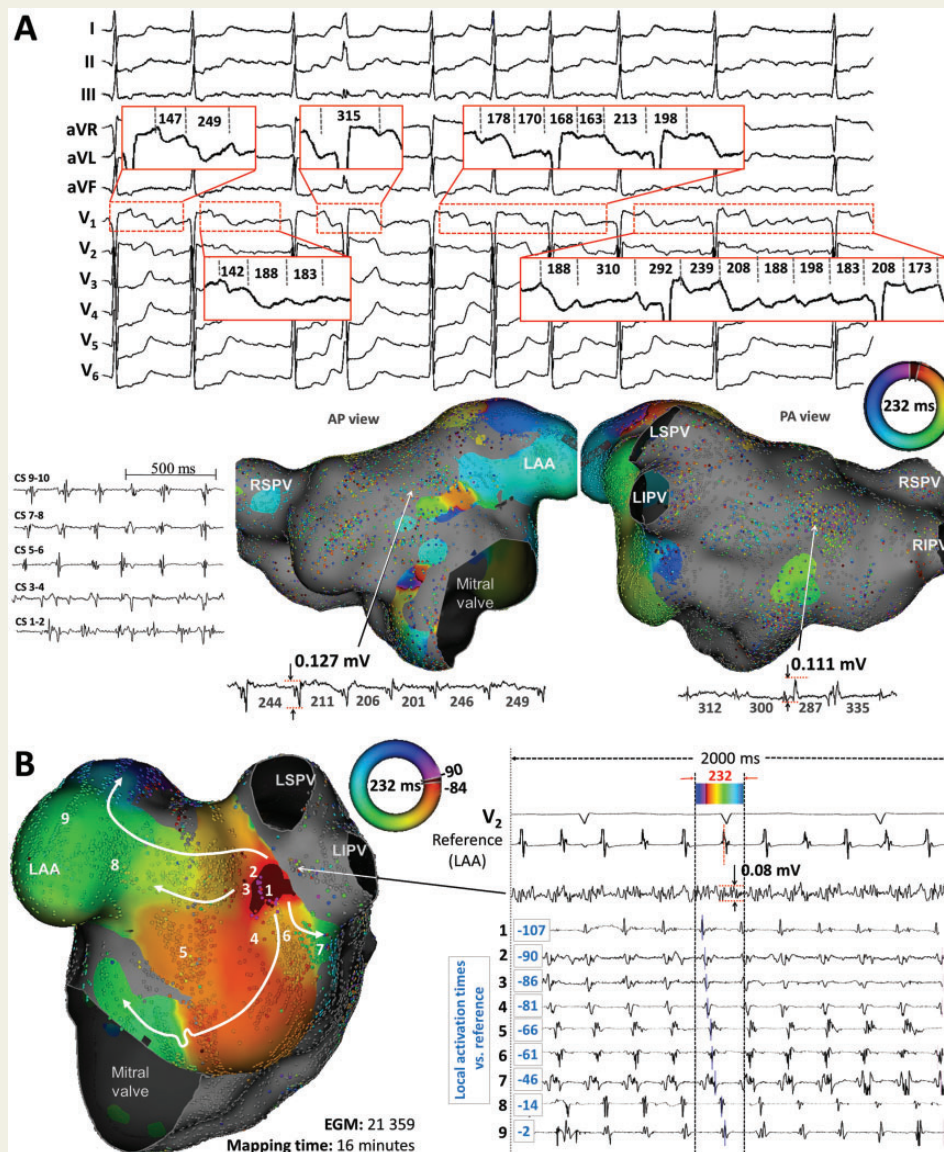 A
I
II
III
aVR
aVL
aVF
V1
V2
V3
V4
V5
V6
147 249
315
178 170 168 163 213 198
142 188 183
188 310 292 239 208 188 198 183 208 173
232 ms
AP view
PA view
500 ms
CS 9-10
CS 7-8
CS 5-6
CS 3-4
CS 1-2
RSPV
LAA
Mitral
valve
LSPV
LIPV
RSPV
RIPV
0.127 mV
244 211 206 201 246 249
0.111 mV
312 300 287 335
B
232 ms
-90
-84
LSPV
LIPV
LAA
9
8
2
3 1
5 4 6
7
Mitral
valve
EGM: 21 359
Mapping time: 16 minutes
2000 ms
232
V2
Reference
(LAA)
0.08 mV
Local activation times
vs. reference
1 -107
2 -90
3 -86
4 -81
5 -66
6 -61
7 -46
8 -14
9 -2